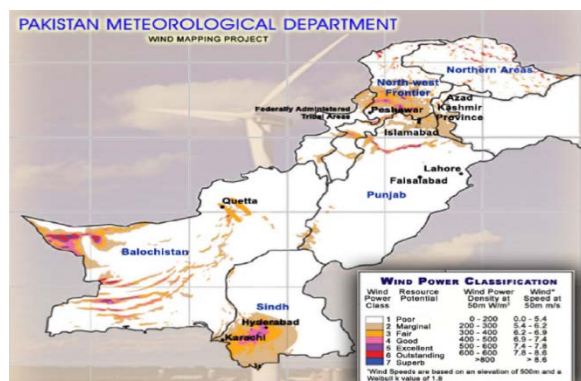 PAKISTAN METEOROLOGICAL DEPARTMENT
WIND MAPPING PROJECT
Northern Areas
North-west
Frontier
Azad
Kashmir
Province
Peshawar
Federally Administered
Tribal Areas
Islamabad
Lahore
Faisalabad
Punjab
Quetta
Balochistan
Sindh
Hyderabad
Karachi
WIND POWER CLASSIFICATION
Wind Power Class Resource Potential Wind Power Density at 50m W/m² Wind* Speed at 50m m/s
1 Poor 0 - 200 0.0 - 5.4
2 Marginal 200 - 300 5.4 - 6.2
3 Fair 300 - 400 6.2 - 6.9
4 Good 400 - 500 6.9 - 7.4
5 Excellent 500 - 600 7.4 - 7.8
6 Outstanding 600 - 600 7.8 - 8.6
7 Superb >800 > 8.6
*Wind Speeds are based on an elevation of 500m and a
Weibull k value of 1.8